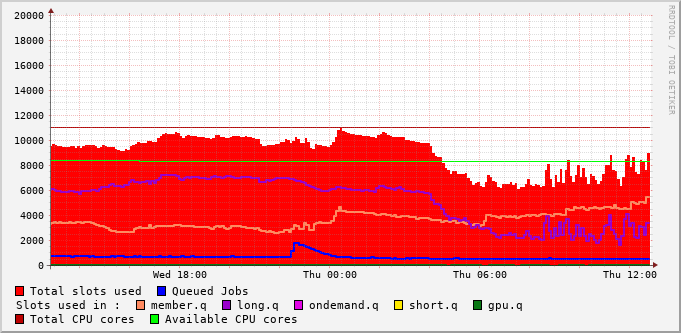 20000
18000
16000
14000
12000
10000
8000
6000
4000
2000
0
Wed 18:00 Thu 00:00 Thu 06:00 Thu 12:00
Total slots used Queued Jobs
Slots used in : member.q long.q ondemand.q short.q gpu.q
Total CPU cores Available CPU cores
RRDTOOL / TOBI OETIKER